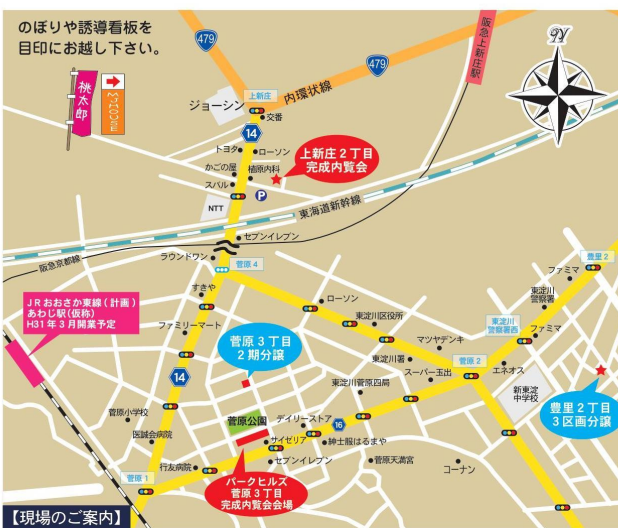 のぼりや誘導看板を
目印にお越し下さい。
桃太郎
MJHOUSE
479
479
阪急上新庄駅
内環状線
上新庄
ジョーシン
交番
14
トヨタ
ローソン
かごの屋
植原内科
スバル
P
上新庄2丁目
完成内覧会
NTT
東海道新幹線
セブンイレブン
阪急京都線
ラウンドワン
菅原4
豊里2
ファミマ
JRおおさか東線(計画)
あわじ駅(仮称)
H31年3月開業予定
すきや
ローソン
東淀川警察署
ファミリーマート
東淀川区役所
東淀川
警察署西
ファミマ
菅原3丁目
2期分譲
マツヤデンキ
東淀川署
菅原2
エネオス
14
スーパー玉出
東淀川菅原四局
新東淀
中学校
豊里2丁目
3区画分譲
菅原小学校
菅原公園
デイリーストア
16
医誠会病院
サイゼリア
紳士服はるまや
行友病院
セブンイレブン
菅原天満宮
コーナン
菅原1
パークヒルズ
菅原3丁目
完成内覧会会場
【現場のご案内】